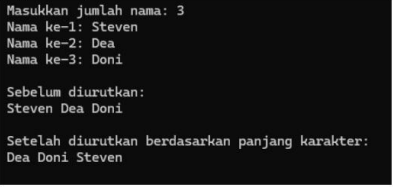 Masukkan jumlah nama: 3
Nama ke-1: Steven
Nama ke-2: Dea
Nama ke-3: Doni
Sebelum diurutkan:
Steven Dea Doni
Setelah diurutkan berdasarkan panjang karakter:
Dea Doni Steven